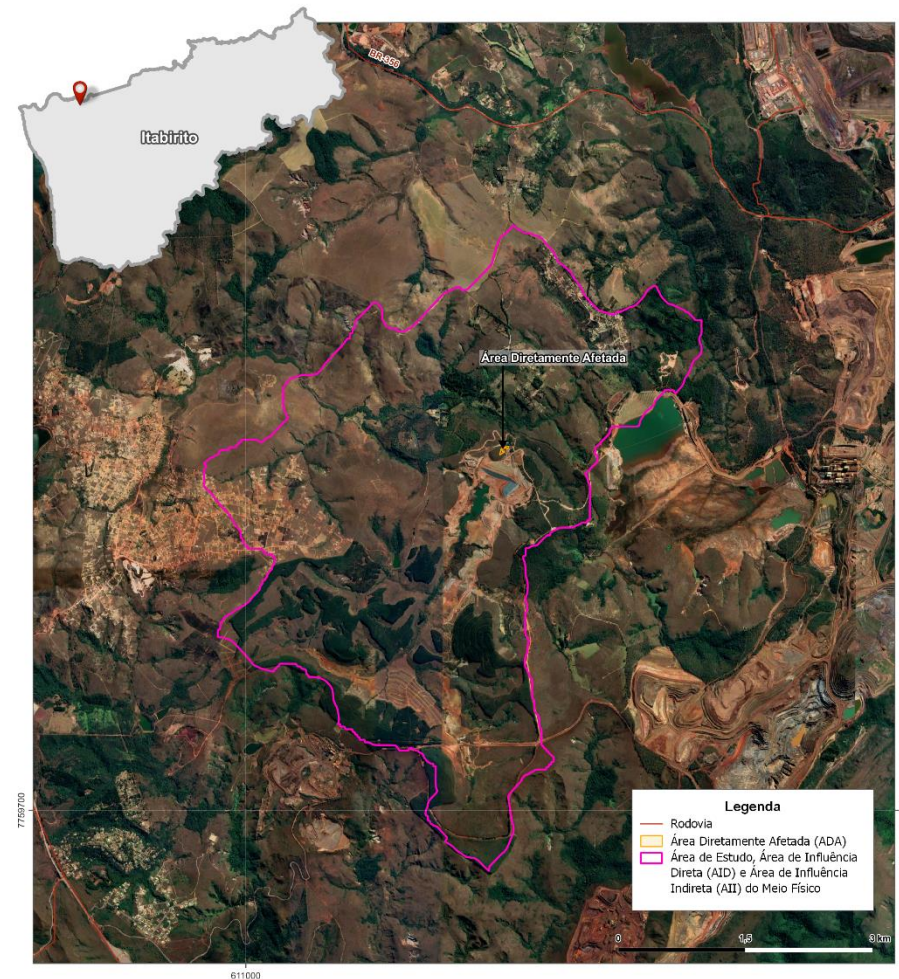 BR-356
Itabirito
Área Diretamente Afetada
7759700
611000
Legenda
Rodovia
Área Diretamente Afetada (ADA)
Área de Estudo, Área de Influência
Direta (AID) e Área de Influência
Indireta (AII) do Meio Físico
0 1,5 3 km